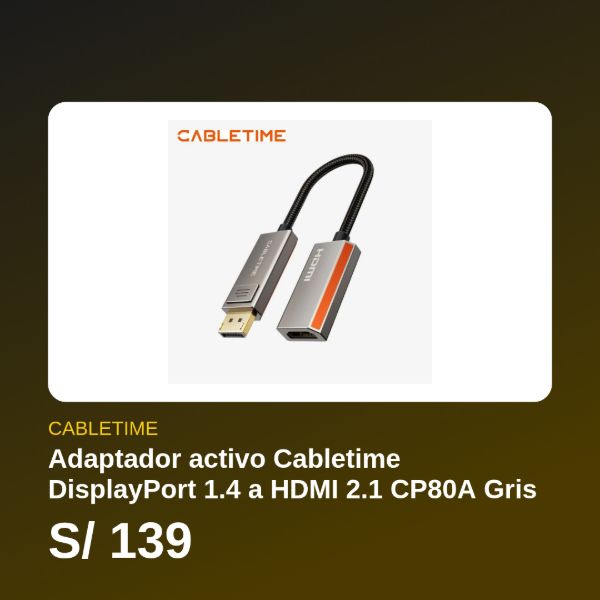 CABLETIME
CABLETIME
HDMI
CABLETIME
Adaptador activo Cabletime
DisplayPort 1.4 a HDMI 2.1 CP80A Gris
S/ 139